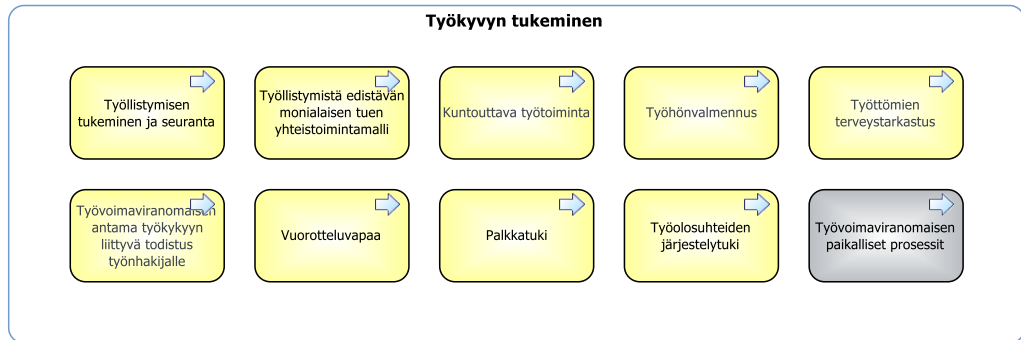 Työkyvyn tukeminen
Työllistymisen
tukeminen ja seuranta
Työllistymistä edistävän
monialaisen tuen
yhteistoimintamalli
Kuntouttava työtoiminta
Työhönvalmennus
Työttömien
terveystarkastus
Työvoimaviranomaisen
antama työkykyyn
liittyvä todistus
työnhakijalle
Vuorotteluvapaa
Palkkatuki
Työolosuhteiden
järjestelytuki
Työvoimaviranomaisen
paikalliset prosessit